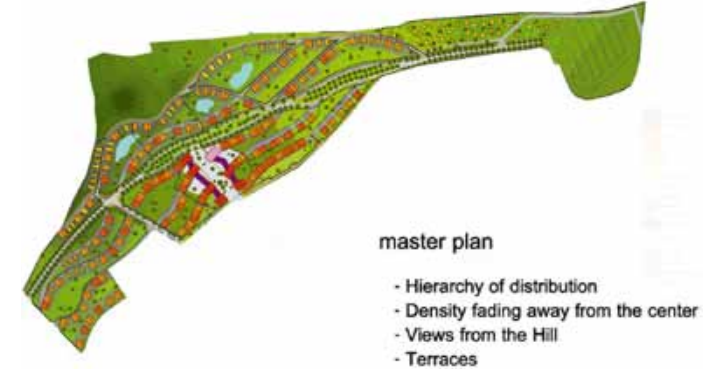 master plan
- Hierarchy of distribution
- Density fading away from the center
- Views from the Hill
- Terraces